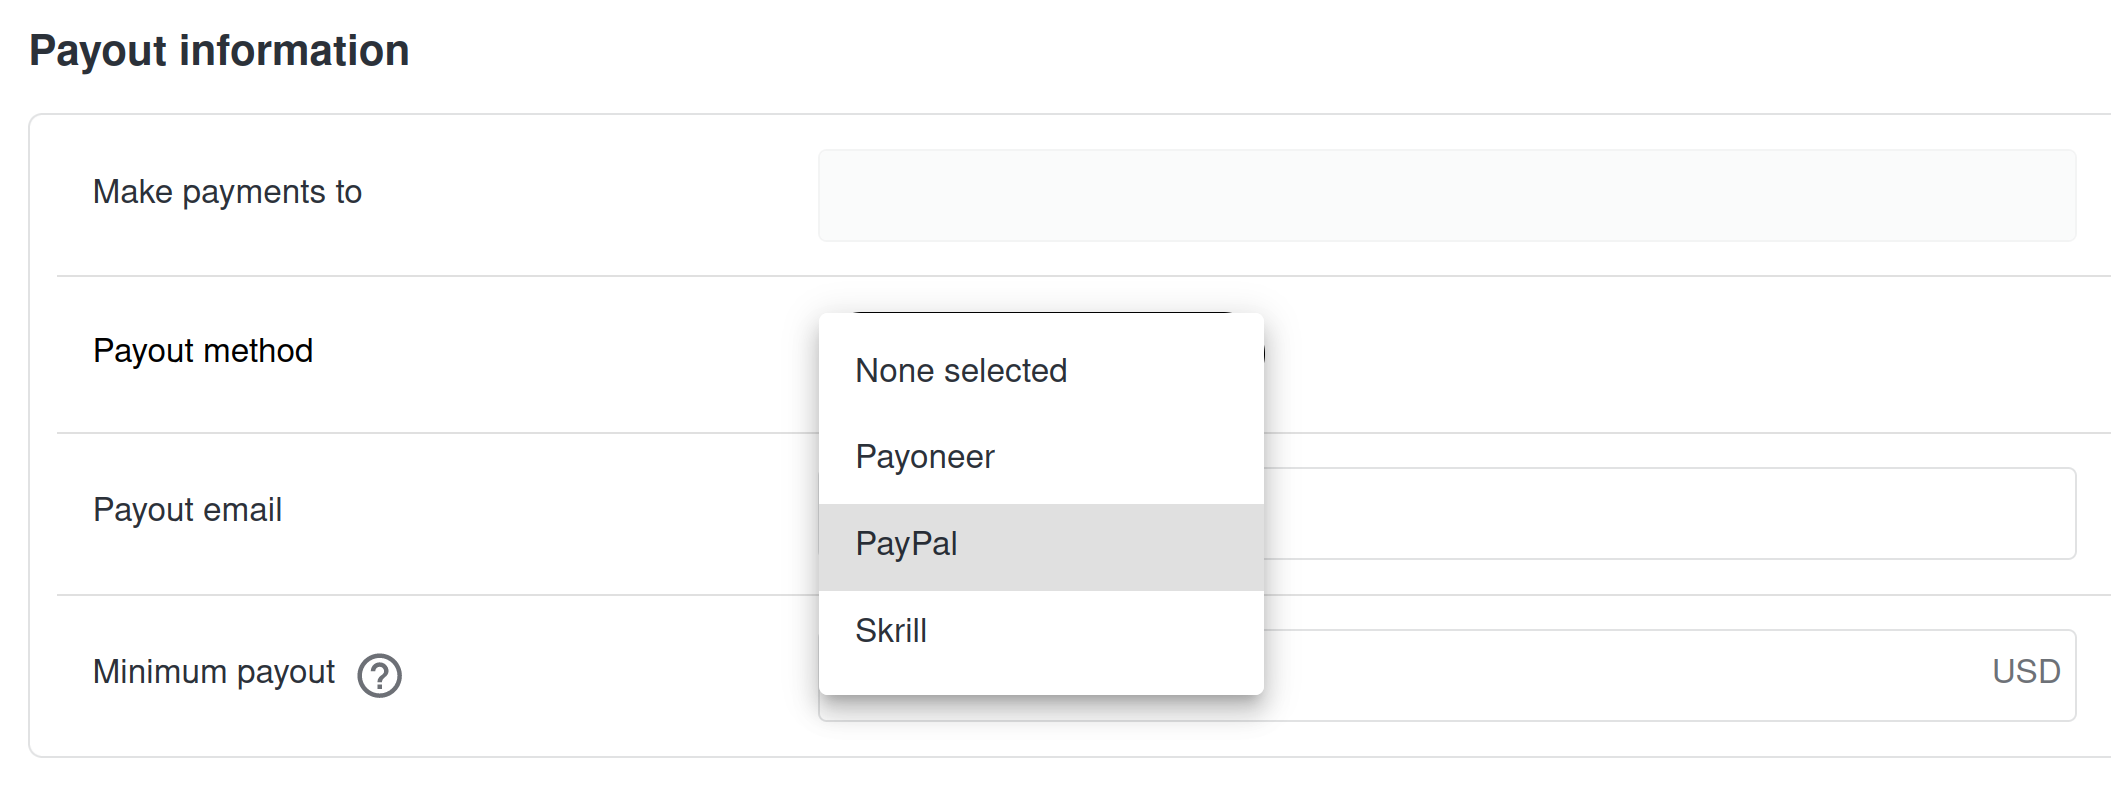 Payout information
Make payments to
Payout method
None selected
Payoneer
PayPal
Skrill
Payout email
Minimum payout ?
USD